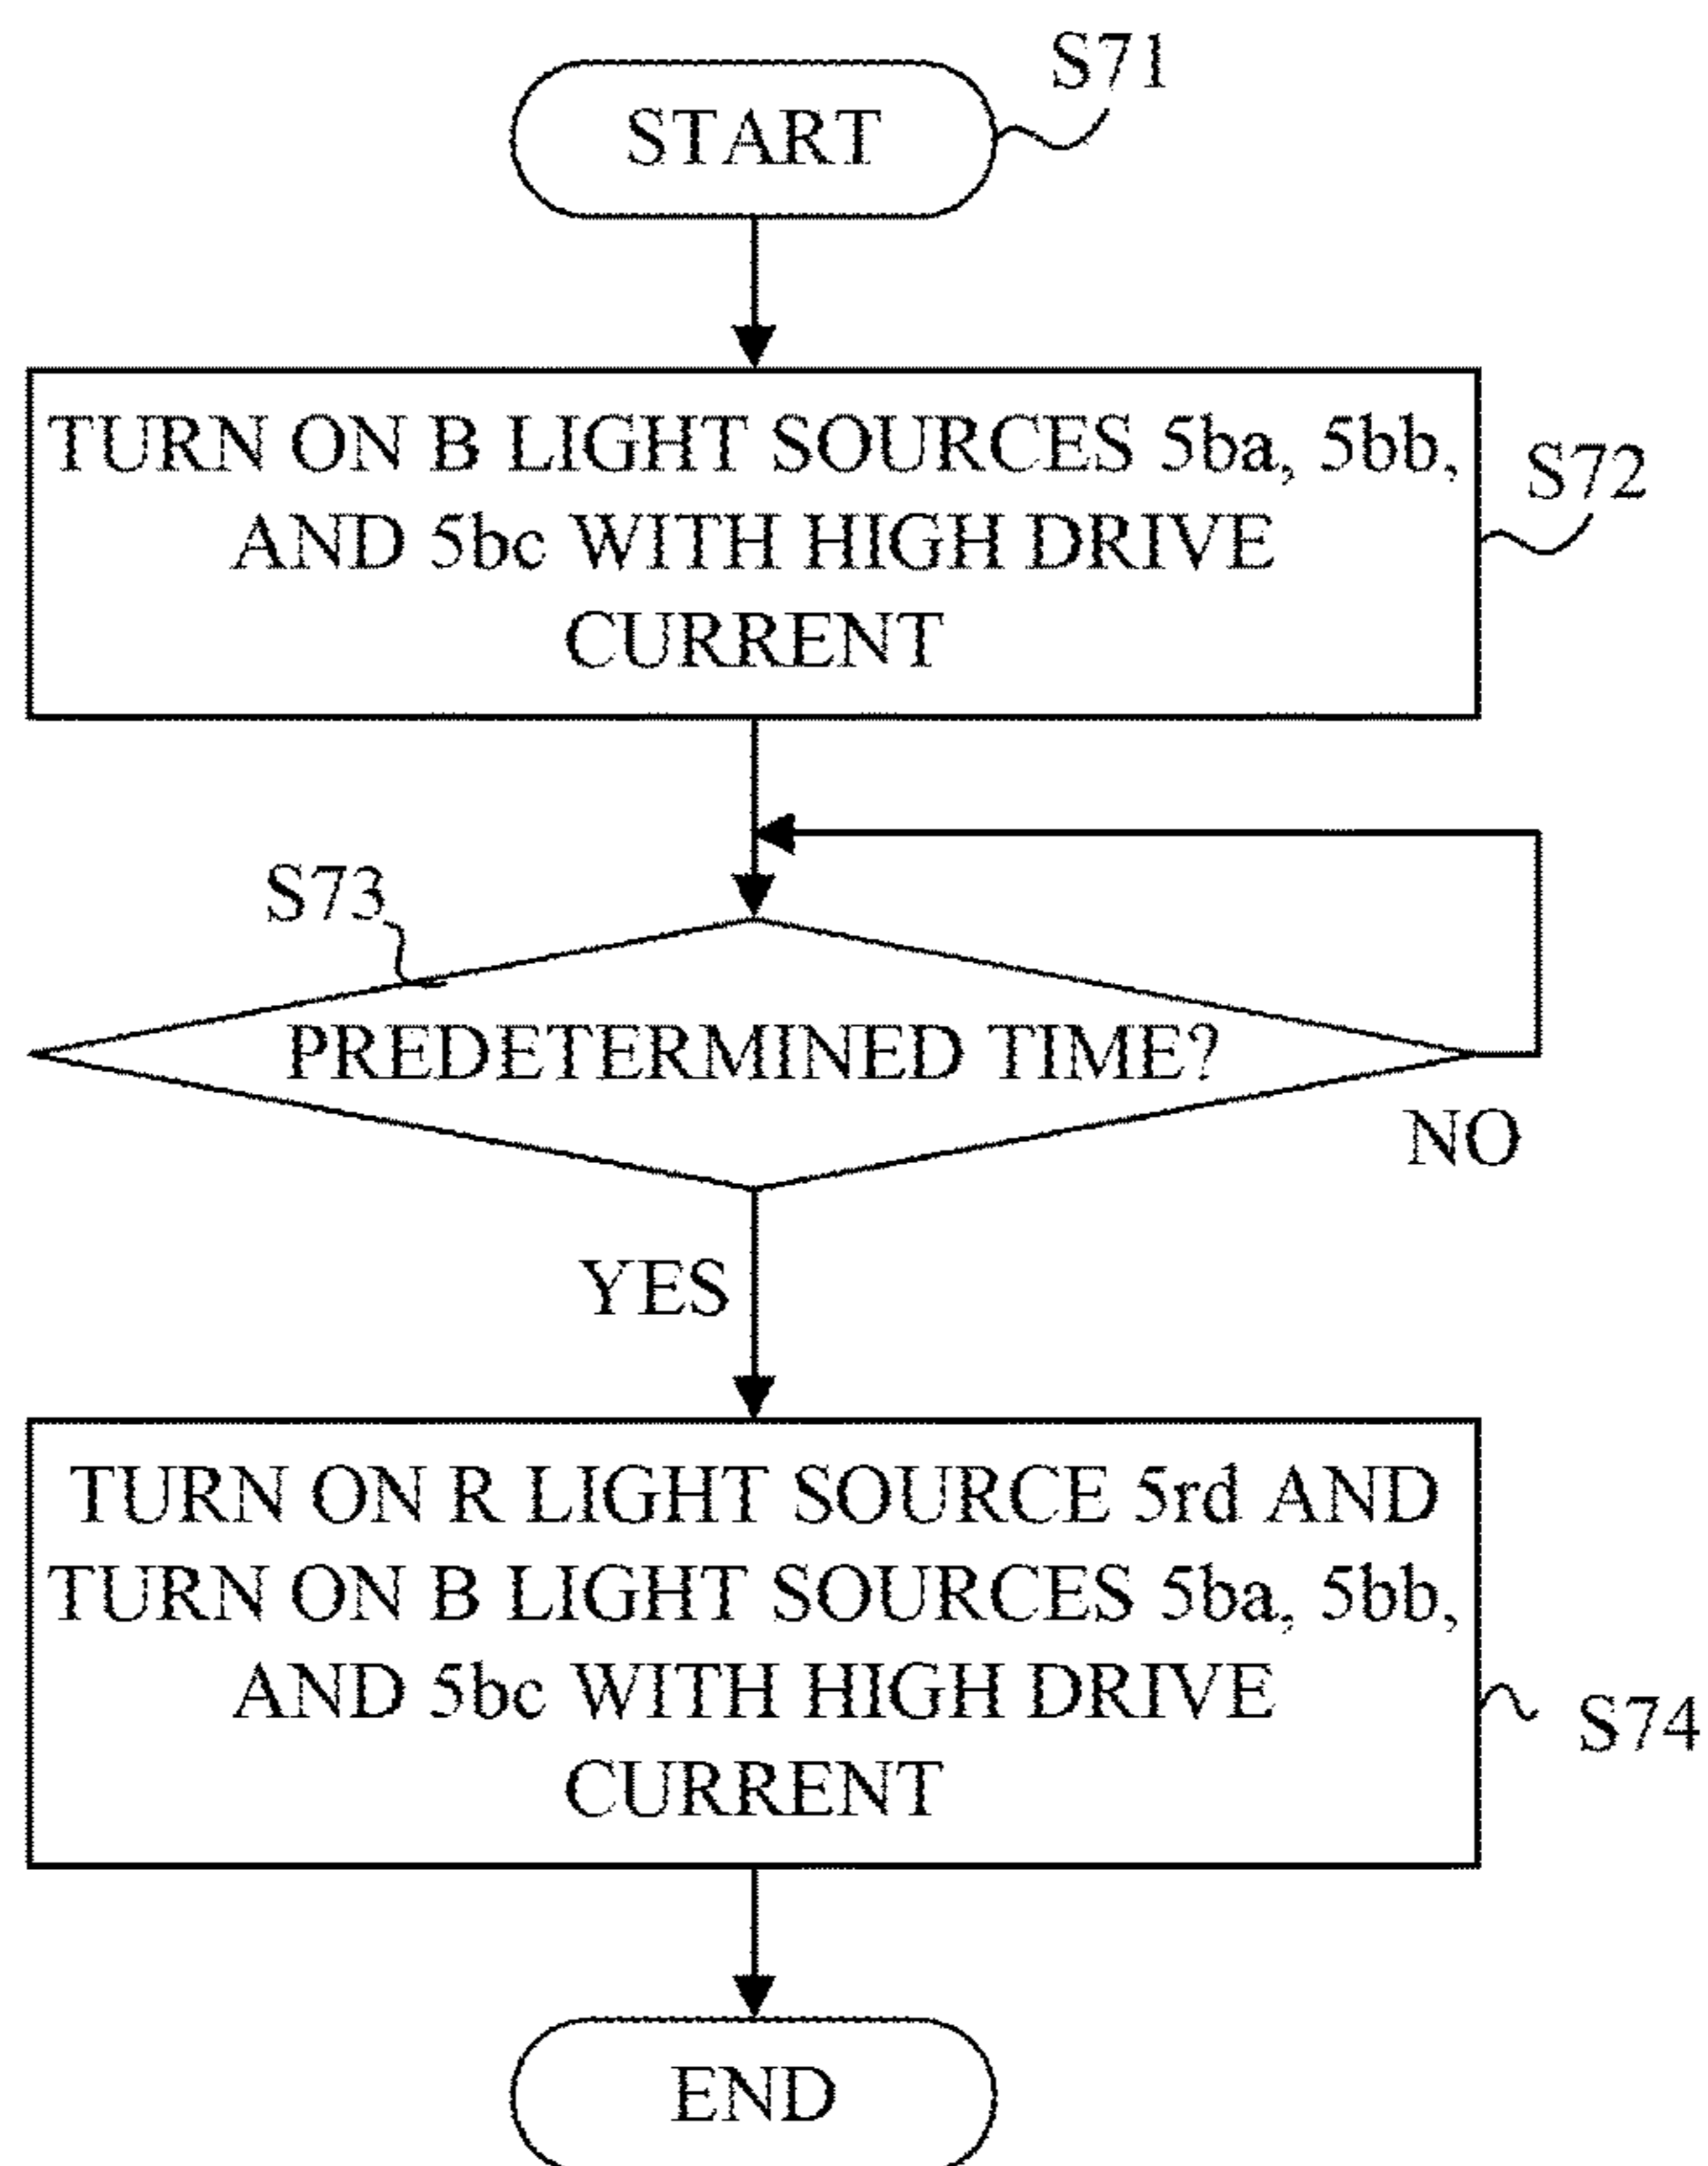 S71
START
TURN ON B LIGHT SOURCES 5ba, 5bb,
AND 5bc WITH HIGH DRIVE
CURRENT
S72
S73
PREDETERMINED TIME?
NO
YES
TURN ON R LIGHT SOURCE 5rd AND
TURN ON B LIGHT SOURCES 5ba, 5bb,
AND 5bc WITH HIGH DRIVE
CURRENT
S74
END